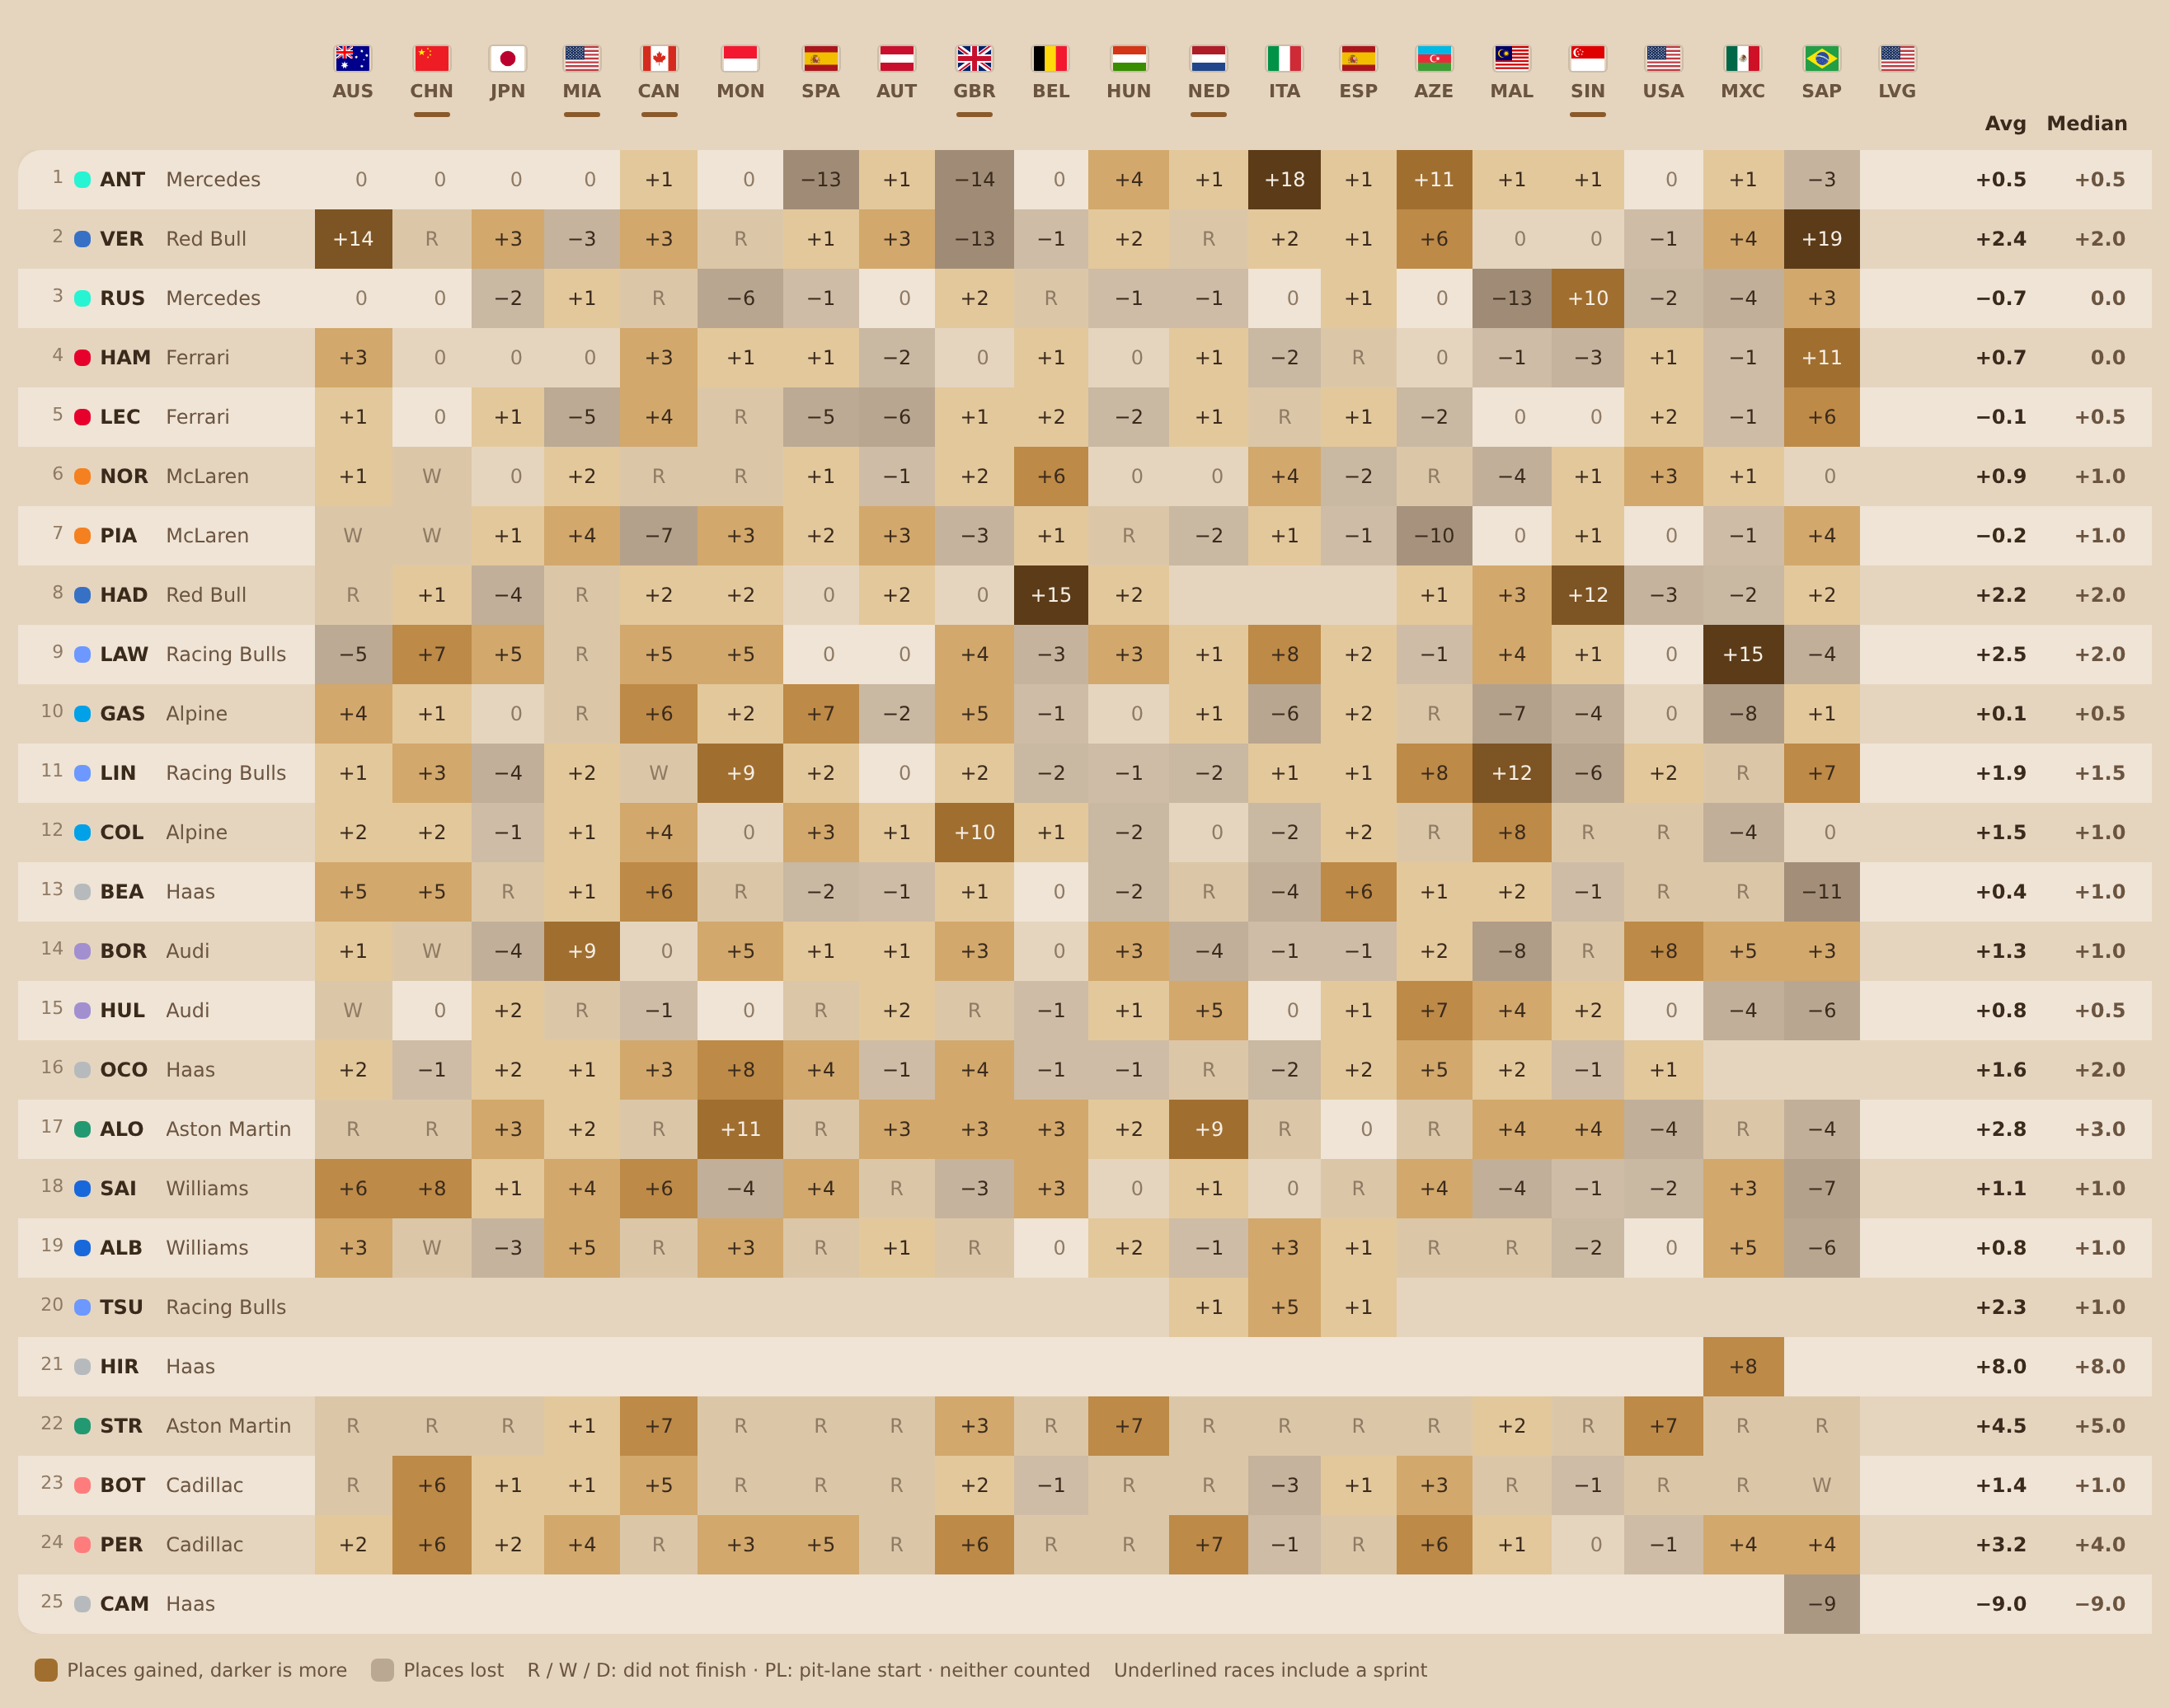 AUS CHN JPN MIA CAN MON SPA AUT GBR BEL HUN NED ITA ESP AZE MAL SIN USA MXC SAP LVG
Avg Median
1 ANT Mercedes 0 0 0 0 +1 0 −13 +1 −14 0 +4 +1 +18 +1 +11 +1 +1 0 +1 −3 +0.5 +0.5
2 VER Red Bull +14 R +3 −3 +3 R +1 +3 −13 −1 +2 R +2 +1 +6 0 0 −1 +4 +19 +2.4 +2.0
3 RUS Mercedes 0 0 −2 +1 R −6 −1 0 +2 R −1 −1 0 +1 0 −13 +10 −2 −4 +3 −0.7 0.0
4 HAM Ferrari +3 0 0 0 +3 +1 +1 −2 0 +1 0 +1 −2 R 0 −1 −3 +1 −1 +11 +0.7 0.0
5 LEC Ferrari +1 0 +1 −5 +4 R −5 −6 +1 +2 −2 +1 R +1 −2 0 0 +2 −1 +6 −0.1 +0.5
6 NOR McLaren +1 W 0 +2 R R +1 −1 +2 +6 0 0 +4 −2 R −4 +1 +3 +1 0 +0.9 +1.0
7 PIA McLaren W W +1 +4 −7 +3 +2 +3 −3 +1 R −2 +1 −1 −10 0 +1 0 −1 +4 −0.2 +1.0
8 HAD Red Bull R +1 −4 R +2 +2 0 +2 0 +15 +2 +1 +3 +12 −3 −2 +2 +2.2 +2.0
9 LAW Racing Bulls −5 +7 +5 R +5 +5 0 0 +4 −3 +3 +1 +8 +2 −1 +4 +1 0 +15 −4 +2.5 +2.0
10 GAS Alpine +4 +1 0 R +6 +2 +7 −2 +5 −1 0 +1 −6 +2 R −7 −4 0 −8 +1 +0.1 +0.5
11 LIN Racing Bulls +1 +3 −4 +2 W +9 +2 0 +2 −2 −1 −2 +1 +1 +8 +12 −6 +2 R +7 +1.9 +1.5
12 COL Alpine +2 +2 −1 +1 +4 0 +3 +1 +10 +1 −2 0 −2 +2 R +8 R R −4 0 +1.5 +1.0
13 BEA Haas +5 +5 R +1 +6 R −2 −1 +1 0 −2 R −4 +6 +1 +2 −1 R R −11 +0.4 +1.0
14 BOR Audi +1 W −4 +9 0 +5 +1 +1 +3 0 +3 −4 −1 −1 +2 −8 R +8 +5 +3 +1.3 +1.0
15 HUL Audi W 0 +2 R −1 0 R +2 R −1 +1 +5 0 +1 +7 +4 +2 0 −4 −6 +0.8 +0.5
16 OCO Haas +2 −1 +2 +1 +3 +8 +4 −1 +4 −1 −1 R −2 +2 +5 +2 −1 +1 +1.6 +2.0
17 ALO Aston Martin R R +3 +2 R +11 R +3 +3 +3 +2 +9 R 0 R +4 +4 −4 R −4 +2.8 +3.0
18 SAI Williams +6 +8 +1 +4 +6 −4 +4 R −3 +3 0 +1 0 R +4 −4 −1 −2 +3 −7 +1.1 +1.0
19 ALB Williams +3 W −3 +5 R +3 R +1 R 0 +2 −1 +3 +1 R R −2 0 +5 −6 +0.8 +1.0
20 TSU Racing Bulls +1 +5 +1 +2.3 +1.0
21 HIR Haas +8 +8.0 +8.0
22 STR Aston Martin R R R +1 +7 R R R +3 R +7 R R R R +2 R +7 R R +4.5 +5.0
23 BOT Cadillac R +6 +1 +1 +5 R R R +2 −1 R R −3 +1 +3 R −1 R R W +1.4 +1.0
24 PER Cadillac +2 +6 +2 +4 R +3 +5 R +6 R R +7 −1 R +6 +1 0 −1 +4 +4 +3.2 +4.0
25 CAM Haas −9 −9.0 −9.0
Places gained, darker is more Places lost R / W / D: did not finish · PL: pit-lane start · neither counted Underlined races include a sprint